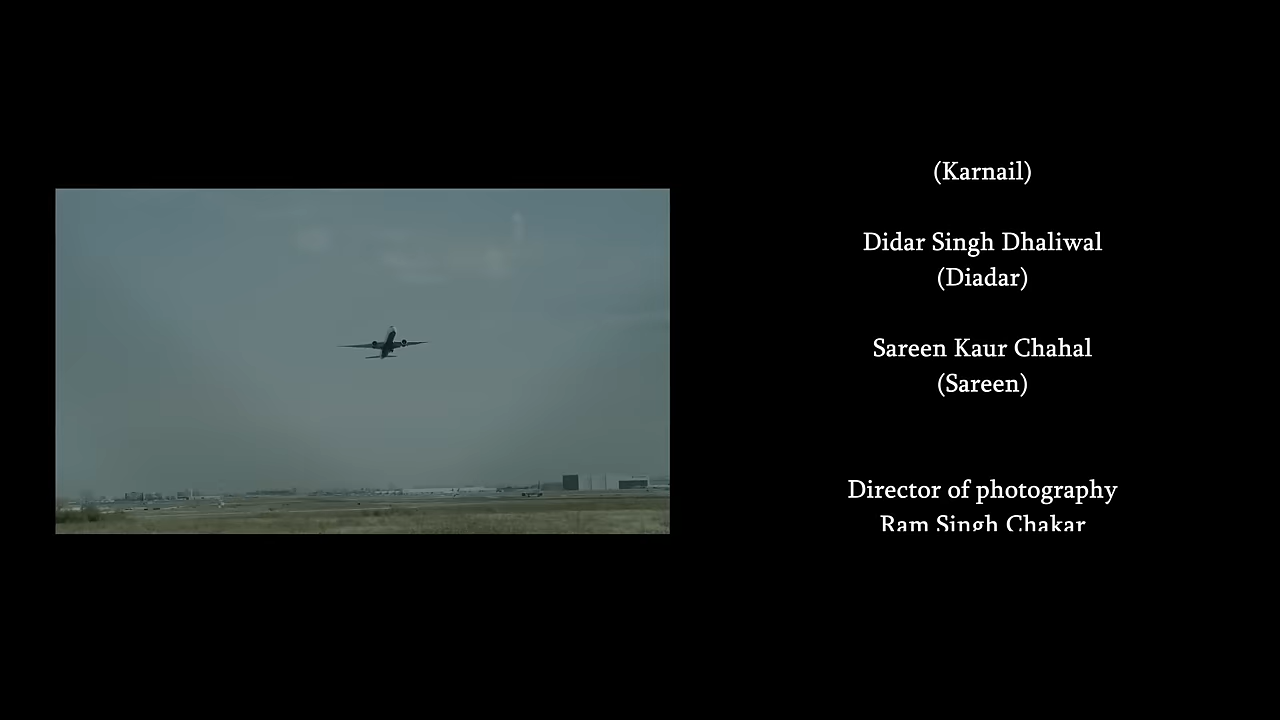 (Karnail)
Didar Singh Dhaliwal
(Diadar)
Sareen Kaur Chahal
(Sareen)
Director of photography
Ram Singh Chakar